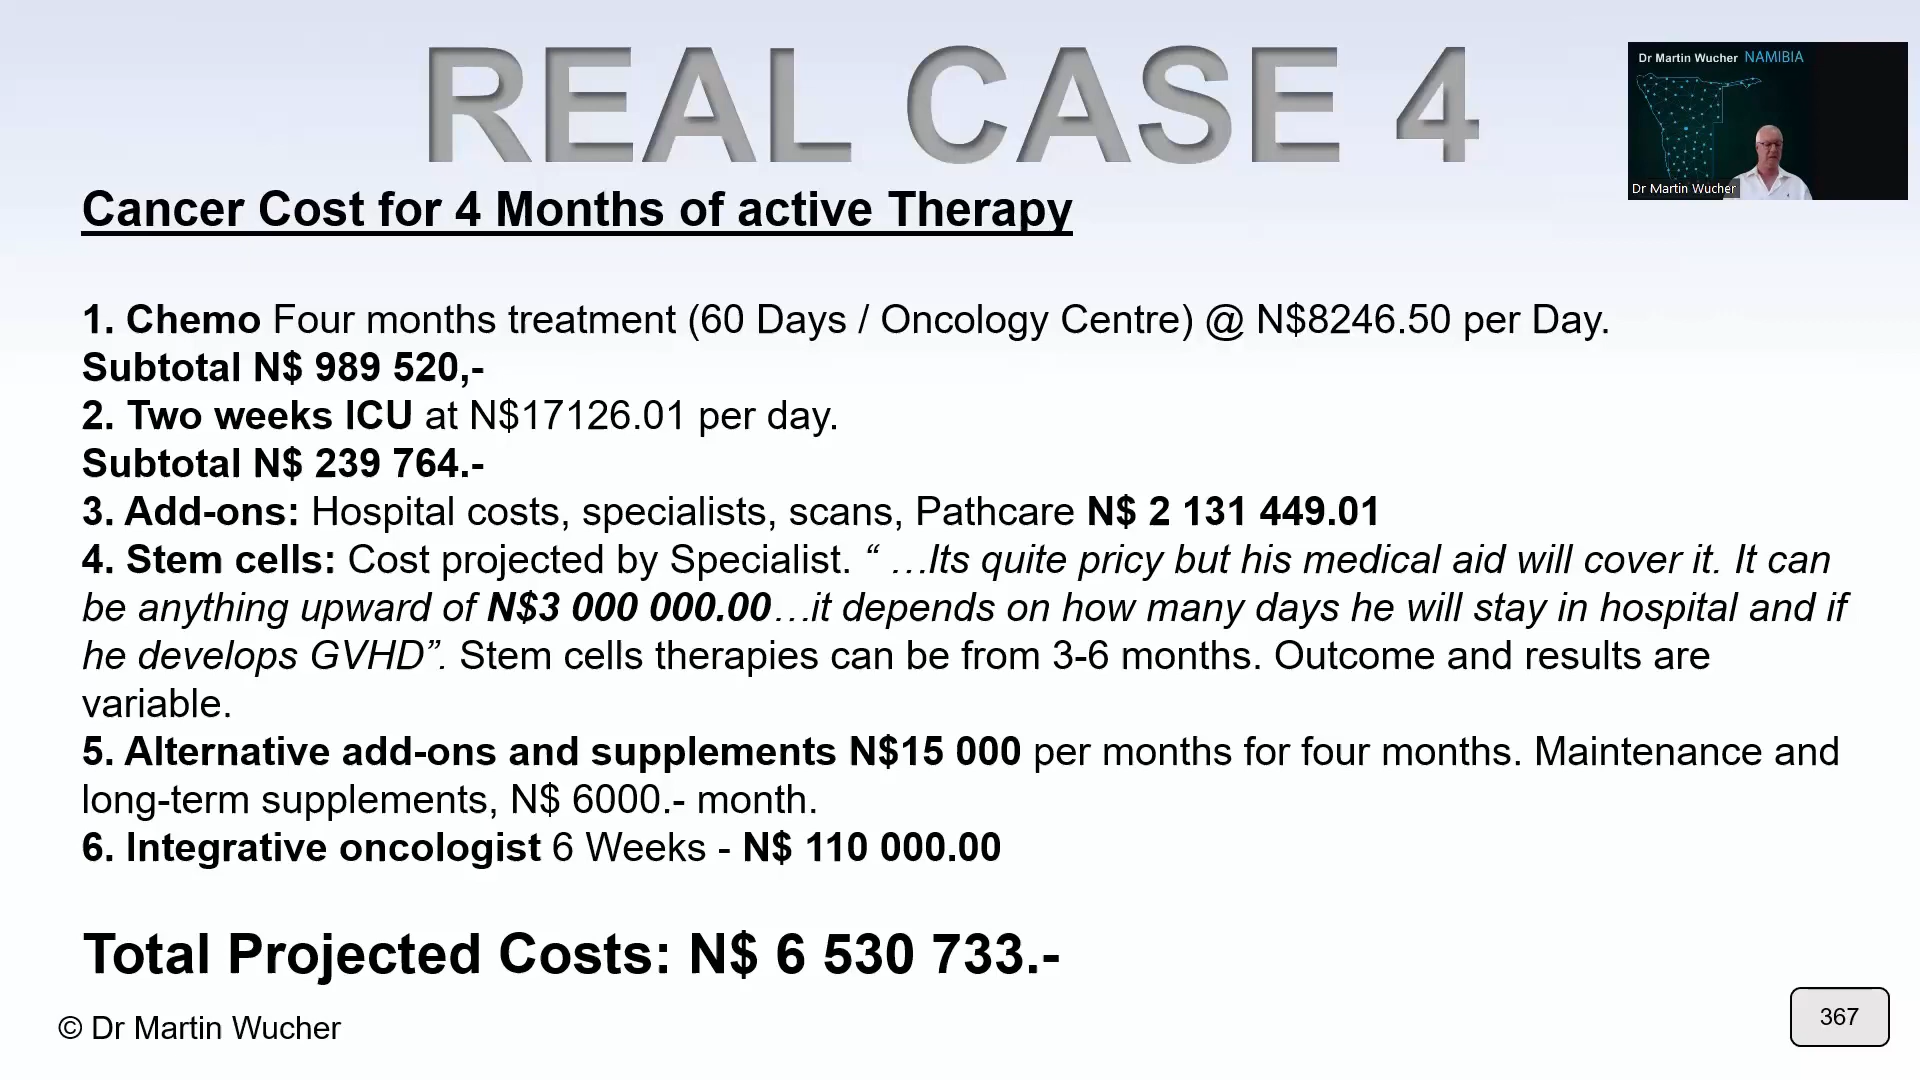 REAL CASE 4
Dr Martin Wucher NAMIBIA
Dr Martin Wucher
Cancer Cost for 4 Months of active Therapy
1. Chemo Four months treatment (60 Days / Oncology Centre) @ N$8246.50 per Day.
Subtotal N$ 989 520,-
2. Two weeks ICU at N$17126.01 per day.
Subtotal N$ 239 764.-
3. Add-ons: Hospital costs, specialists, scans, Pathcare N$ 2 131 449.01
4. Stem cells: Cost projected by Specialist. “ …Its quite pricy but his medical aid will cover it. It can
be anything upward of N$3 000 000.00…it depends on how many days he will stay in hospital and if
he develops GVHD”. Stem cells therapies can be from 3-6 months. Outcome and results are
variable.
5. Alternative add-ons and supplements N$15 000 per months for four months. Maintenance and
long-term supplements, N$ 6000.- month.
6. Integrative oncologist 6 Weeks - N$ 110 000.00
Total Projected Costs: N$ 6 530 733.-
© Dr Martin Wucher
367